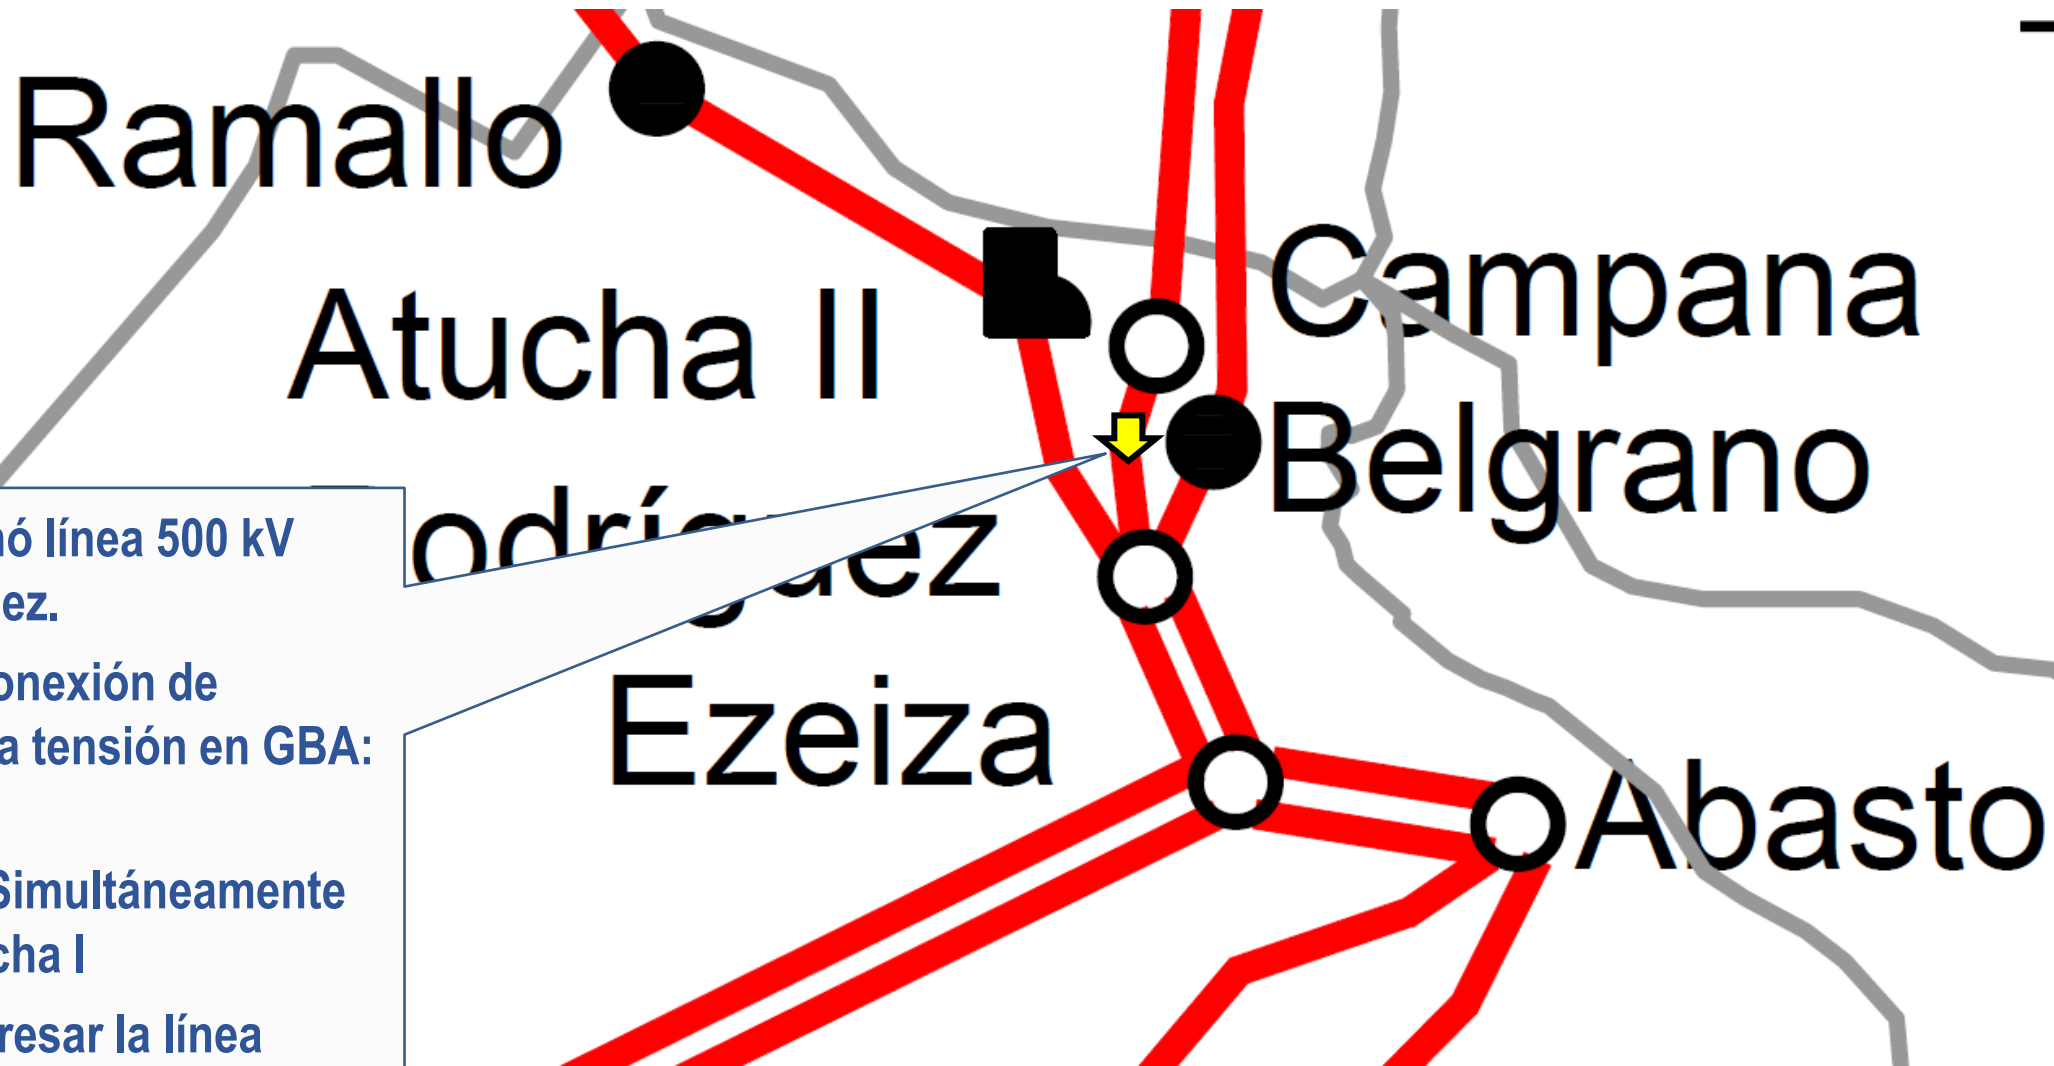 Ramallo
Campana
Atucha II
Belgrano
odríguez
Ezeiza
Abasto
ó línea 500 kV
ez.
onexión de
a tensión en GBA:
Simultáneamente
cha I
resar la línea